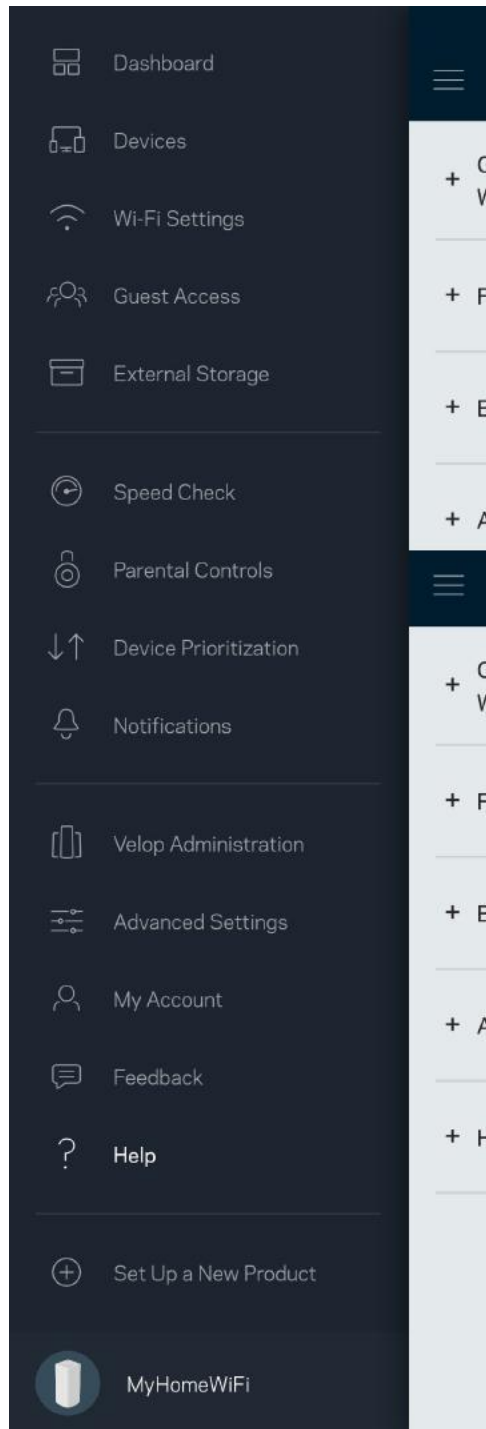 Dashboard
Devices
Wi-Fi Settings
Guest Access
External Storage
Speed Check
Parental Controls
Device Prioritization
Notifications
Velop Administration
Advanced Settings
My Account
Feedback
Help
Set Up a New Product
MyHomeWiFi